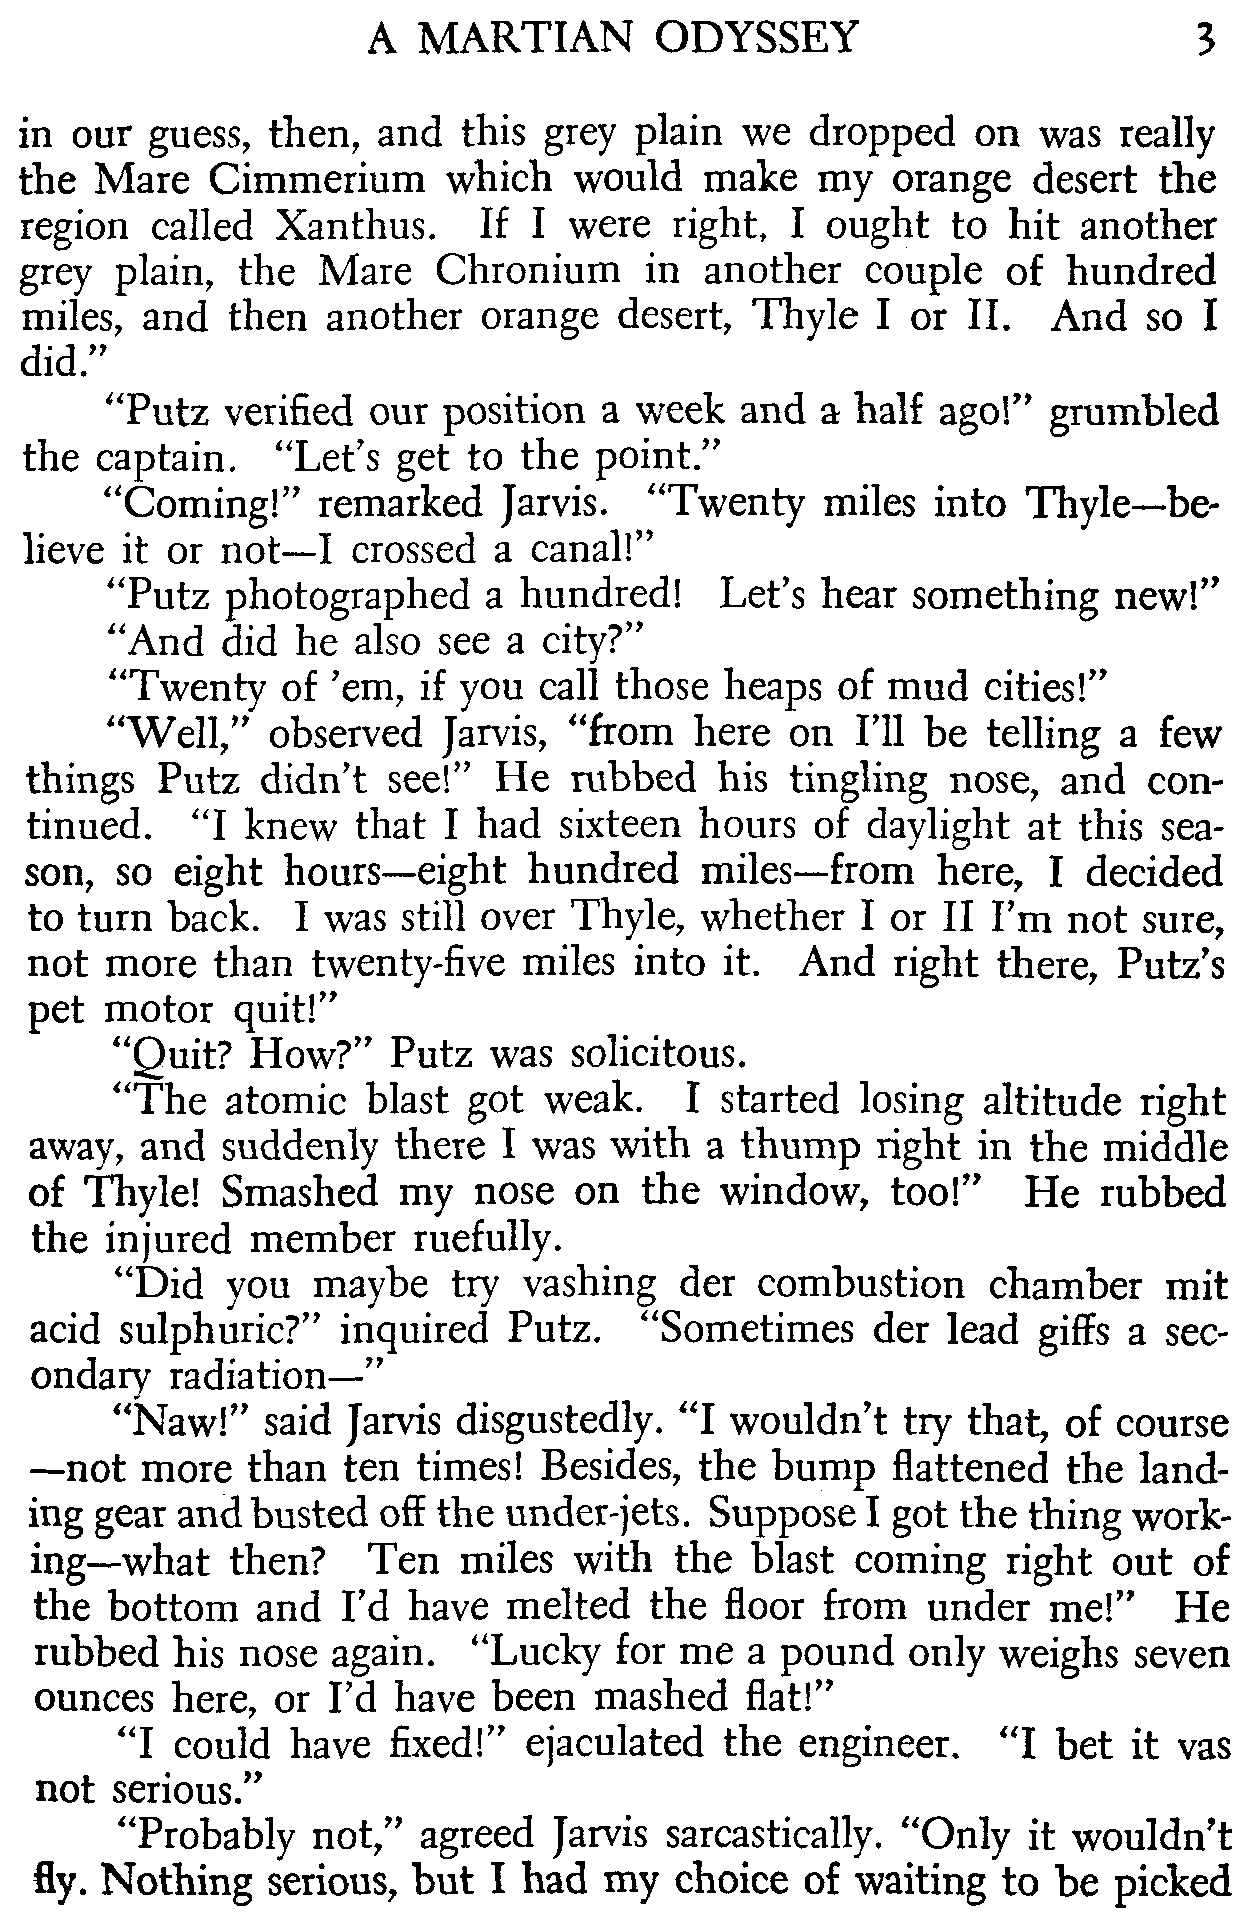 A MARTIAN ODYSSEY 3
in our guess, then, and this grey plain we dropped on was really
the Mare Cimmerium which would make my orange desert the
region called Xanthus. If I were right, I ought to hit another
grey plain, the Mare Chronium in another couple of hundred
miles, and then another orange desert, Thyle I or II. And so I
did.”
“Putz verified our position a week and a half ago!” grumbled
the captain. “Let’s get to the point.”
“Coming!” remarked Jarvis. “Twenty miles into Thyle—be-
lieve it or not—I crossed a canal!”
“Putz photographed a hundred! Let’s hear something new!”
“And did he also see a city?”
“Twenty of ’em, if you call those heaps of mud cities!”
“Well,” observed Jarvis, “from here on I’ll be telling a few
things Putz didn’t see!” He rubbed his tingling nose, and con-
tinued. “I knew that I had sixteen hours of daylight at this sea-
son, so eight hours—eight hundred miles—from here, I decided
to turn back. I was still over Thyle, whether I or II I’m not sure,
not more than twenty-five miles into it. And right there, Putz’s
pet motor quit!”
“Quit? How?” Putz was solicitous.
“The atomic blast got weak. I started losing altitude right
away, and suddenly there I was with a thump right in the middle
of Thyle! Smashed my nose on the window, too!” He rubbed
the injured member ruefully.
“Did you maybe try vashing der combustion chamber mit
acid sulphuric?” inquired Putz. “Sometimes der lead giffs a sec-
ondary radiation—”
“Naw!” said Jarvis disgustedly. “I wouldn’t try that, of course
—not more than ten times! Besides, the bump flattened the land-
ing gear and busted off the under-jets. Suppose I got the thing work-
ing—what then? Ten miles with the blast coming right out of
the bottom and I’d have melted the floor from under me!” He
rubbed his nose again. “Lucky for me a pound only weighs seven
ounces here, or I’d have been mashed flat!”
“I could have fixed!” ejaculated the engineer. “I bet it vas
not serious.”
“Probably not,” agreed Jarvis sarcastically. “Only it wouldn’t
fly. Nothing serious, but I had my choice of waiting to be picked